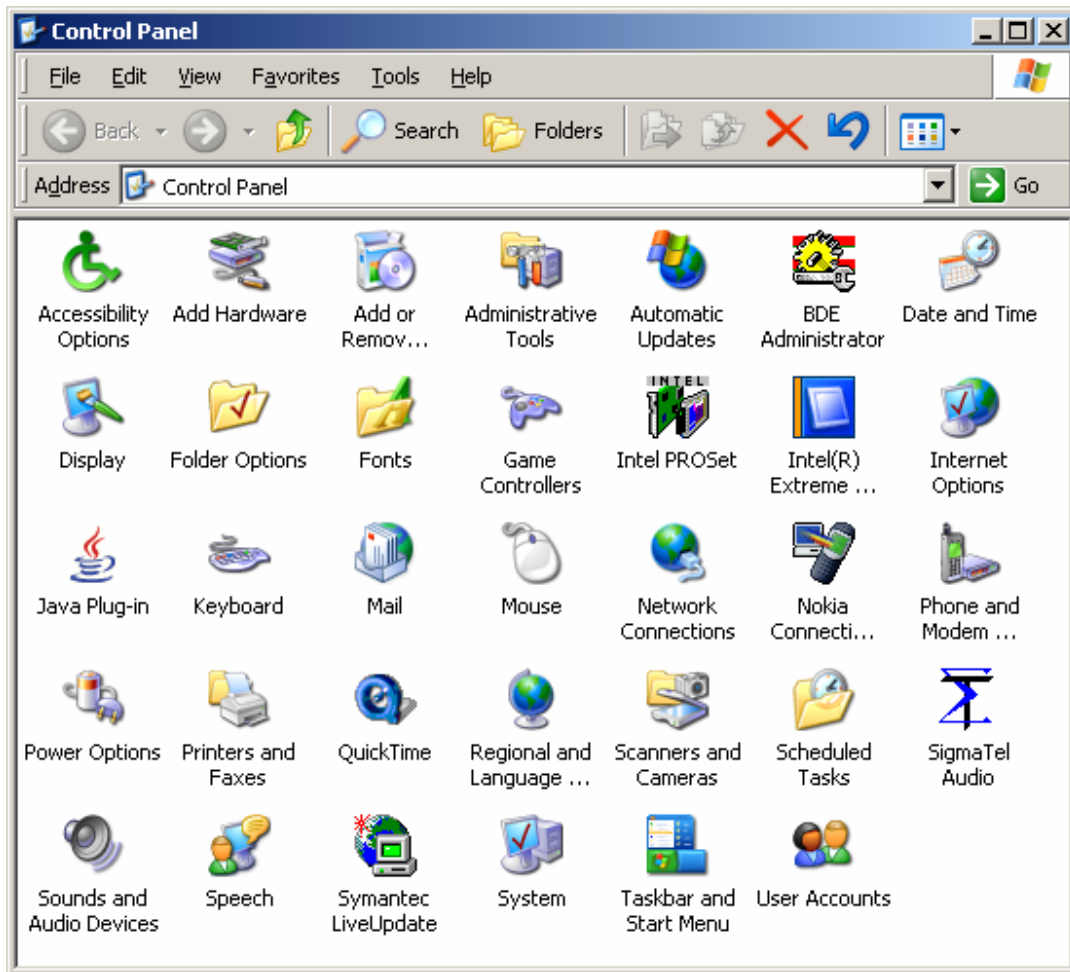 Control Panel
File Edit View Favorites Tools Help
Back Search Folders
Address Control Panel Go
Accessibility Options
Add Hardware
Add or Remov...
Administrative Tools
Automatic Updates
BDE Administrator
Date and Time
Display
Folder Options
Fonts
Game Controllers
INTEL
Intel PROSet
Intel(R) Extreme ...
Internet Options
Java Plug-in
Keyboard
Mail
Mouse
Network Connections
Nokia Connecti...
Phone and Modem ...
Power Options
Printers and Faxes
QuickTime
Regional and Language ...
Scanners and Cameras
Scheduled Tasks
SigmaTel Audio
Sounds and Audio Devices
Speech
Symantec LiveUpdate
System
Taskbar and Start Menu
User Accounts